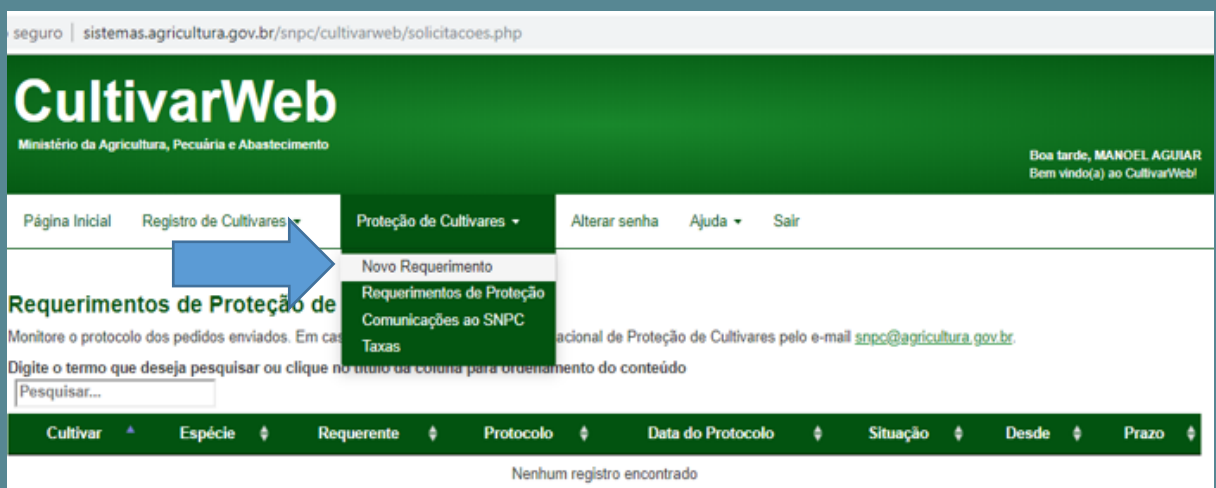 seguro | sistemas.agricultura.gov.br/snpc/cultivarweb/solicitacoes.php
CultivarWeb
Ministério da Agricultura, Pecuária e Abastecimento
Boa tarde, MANOEL AGUIAR
Bem vindo(a) ao CultivarWeb!
Página Inicial Registro de Cultivares Proteção de Cultivares Alterar senha Ajuda Sair
Novo Requerimento
Requerimentos de Proteção
Comunicações ao SNPC
Taxas
Requerimentos de Proteção de
Monitore o protocolo dos pedidos enviados. Em cas acional de Proteção de Cultivares pelo e-mail snpc@agricultura.gov.br.
Digite o termo que deseja pesquisar ou clique no título da coluna para ordenamento do conteúdo
Pesquisar...
Cultivar Espécie Requerente Protocolo Data do Protocolo Situação Desde Prazo
Nenhum registro encontrado